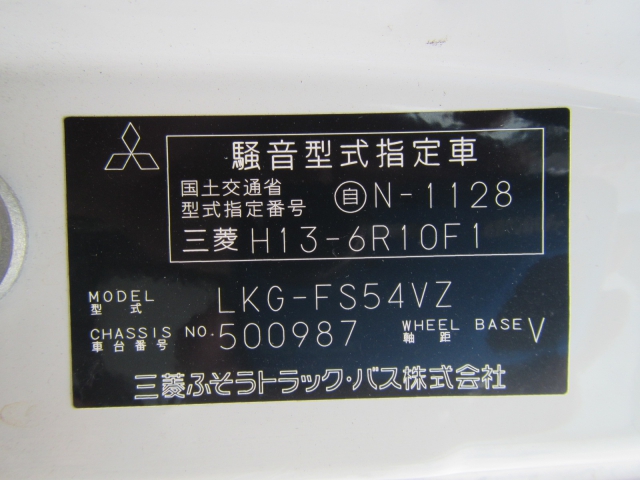 騒音型式指定車
国土交通省
型式指定番号 自N-1128
三菱 H13-6R10F1
MODEL
型式 LKG-FS54VZ
CHASSIS NO.
車台番号 500987 WHEEL BASE
軸距 V
三菱ふそうトラック・バス株式会社